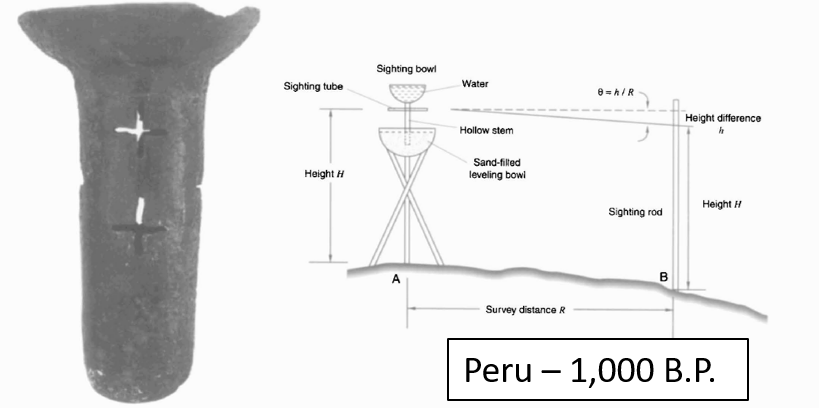 Sighting bowl
Sighting tube
Water
θ ≈ h / R
Height difference
h
Hollow stem
Sand-filled
leveling bowl
Height H
Height H
Sighting rod
A
B
Survey distance R
Peru – 1,000 B.P.